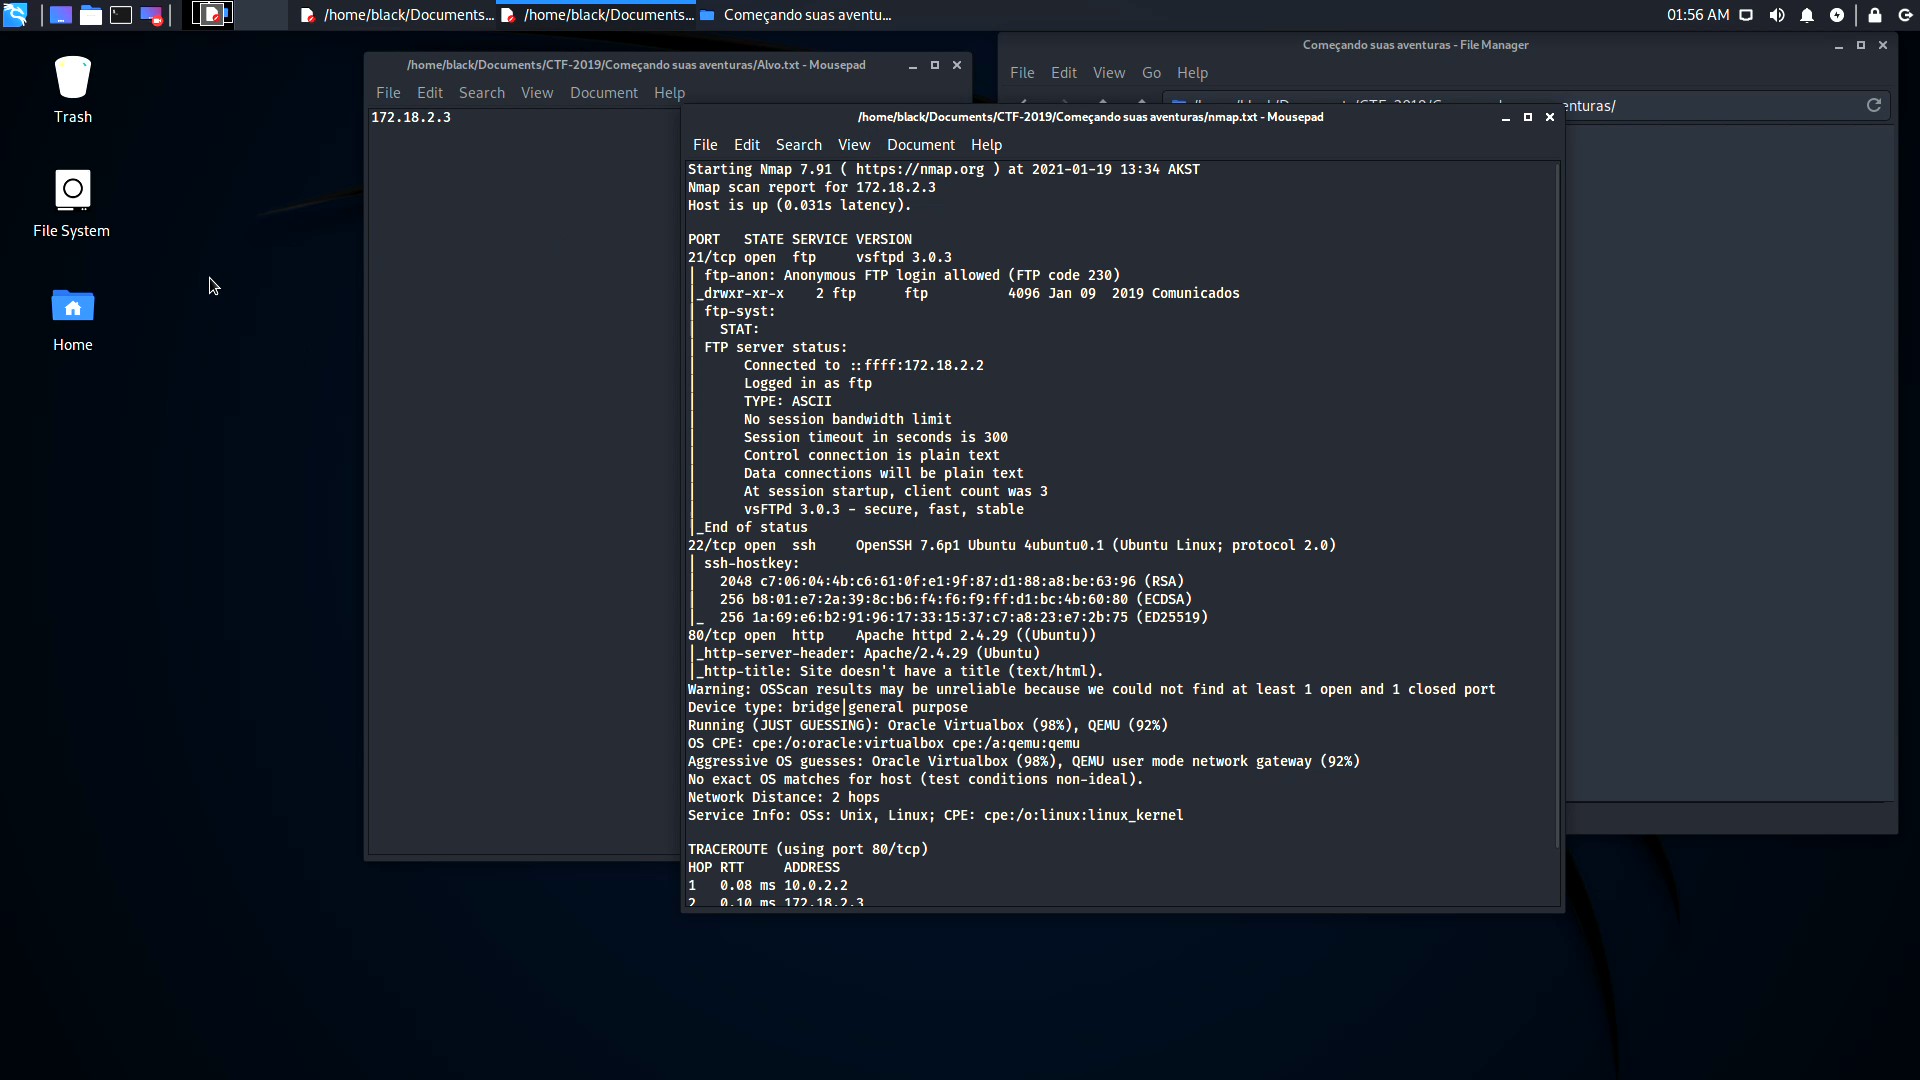 /home/black/Documents...
/home/black/Documents...
Começando suas aventu...
01:56 AM
Trash
File System
Home
/home/black/Documents/CTF-2019/Começando suas aventuras/Alvo.txt - Mousepad
File Edit Search View Document Help
172.18.2.3
Começando suas aventuras - File Manager
File Edit View Go Help
enturas/
/home/black/Documents/CTF-2019/Começando suas aventuras/nmap.txt - Mousepad
File Edit Search View Document Help
Starting Nmap 7.91 ( https://nmap.org ) at 2021-01-19 13:34 AKST
Nmap scan report for 172.18.2.3
Host is up (0.031s latency).
PORT   STATE SERVICE VERSION
21/tcp open  ftp     vsftpd 3.0.3
| ftp-anon: Anonymous FTP login allowed (FTP code 230)
|_drwxr-xr-x    2 ftp      ftp          4096 Jan 09  2019 Comunicados
| ftp-syst:
|   STAT:
| FTP server status:
|      Connected to ::ffff:172.18.2.2
|      Logged in as ftp
|      TYPE: ASCII
|      No session bandwidth limit
|      Session timeout in seconds is 300
|      Control connection is plain text
|      Data connections will be plain text
|      At session startup, client count was 3
|      vsFTPd 3.0.3 - secure, fast, stable
|_End of status
22/tcp open  ssh     OpenSSH 7.6p1 Ubuntu 4ubuntu0.1 (Ubuntu Linux; protocol 2.0)
| ssh-hostkey:
|   2048 c7:06:04:4b:c6:61:0f:e1:9f:87:d1:88:a8:be:63:96 (RSA)
|   256 b8:01:e7:2a:39:8c:b6:f4:f6:f9:ff:d1:bc:4b:60:80 (ECDSA)
|_  256 1a:69:e6:b2:91:96:17:33:15:37:c7:a8:23:e7:2b:75 (ED25519)
80/tcp open  http    Apache httpd 2.4.29 ((Ubuntu))
|_http-server-header: Apache/2.4.29 (Ubuntu)
|_http-title: Site doesn't have a title (text/html).
Warning: OSScan results may be unreliable because we could not find at least 1 open and 1 closed port
Device type: bridge|general purpose
Running (JUST GUESSING): Oracle Virtualbox (98%), QEMU (92%)
OS CPE: cpe:/o:oracle:virtualbox cpe:/a:qemu:qemu
Aggressive OS guesses: Oracle Virtualbox (98%), QEMU user mode network gateway (92%)
No exact OS matches for host (test conditions non-ideal).
Network Distance: 2 hops
Service Info: OSs: Unix, Linux; CPE: cpe:/o:linux:linux_kernel
TRACEROUTE (using port 80/tcp)
HOP RTT     ADDRESS
1   0.08 ms 10.0.2.2
2   0.10 ms 172.18.2.3